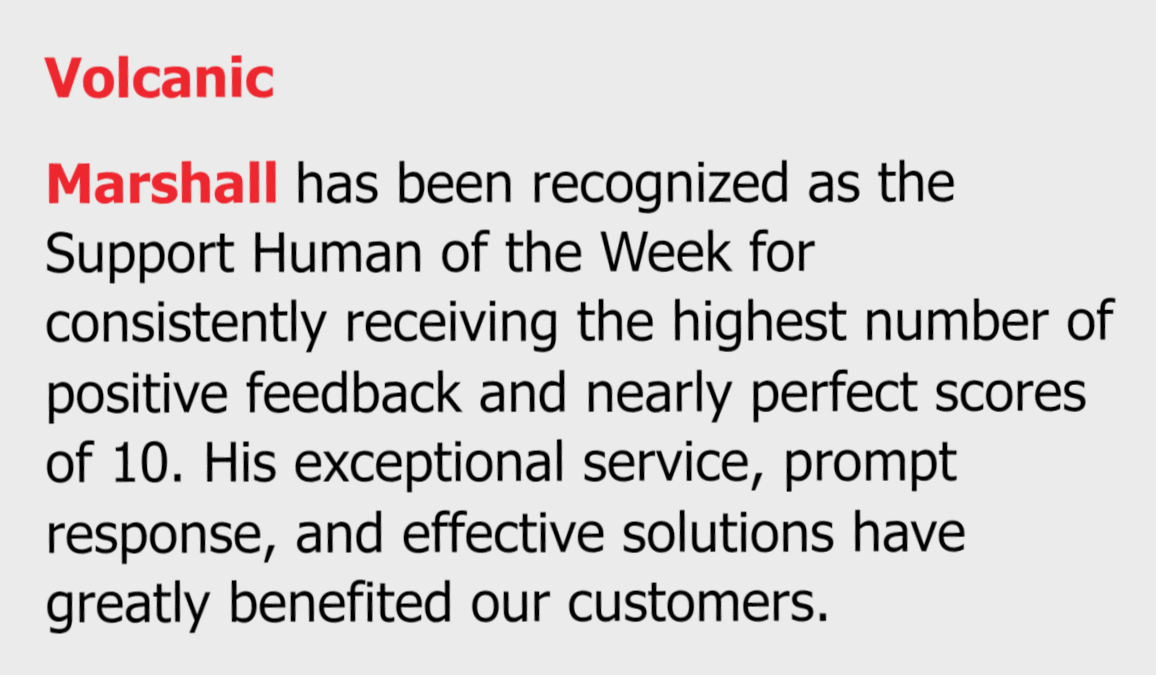 Volcanic
Marshall has been recognized as the
Support Human of the Week for
consistently receiving the highest number of
positive feedback and nearly perfect scores
of 10. His exceptional service, prompt
response, and effective solutions have
greatly benefited our customers.